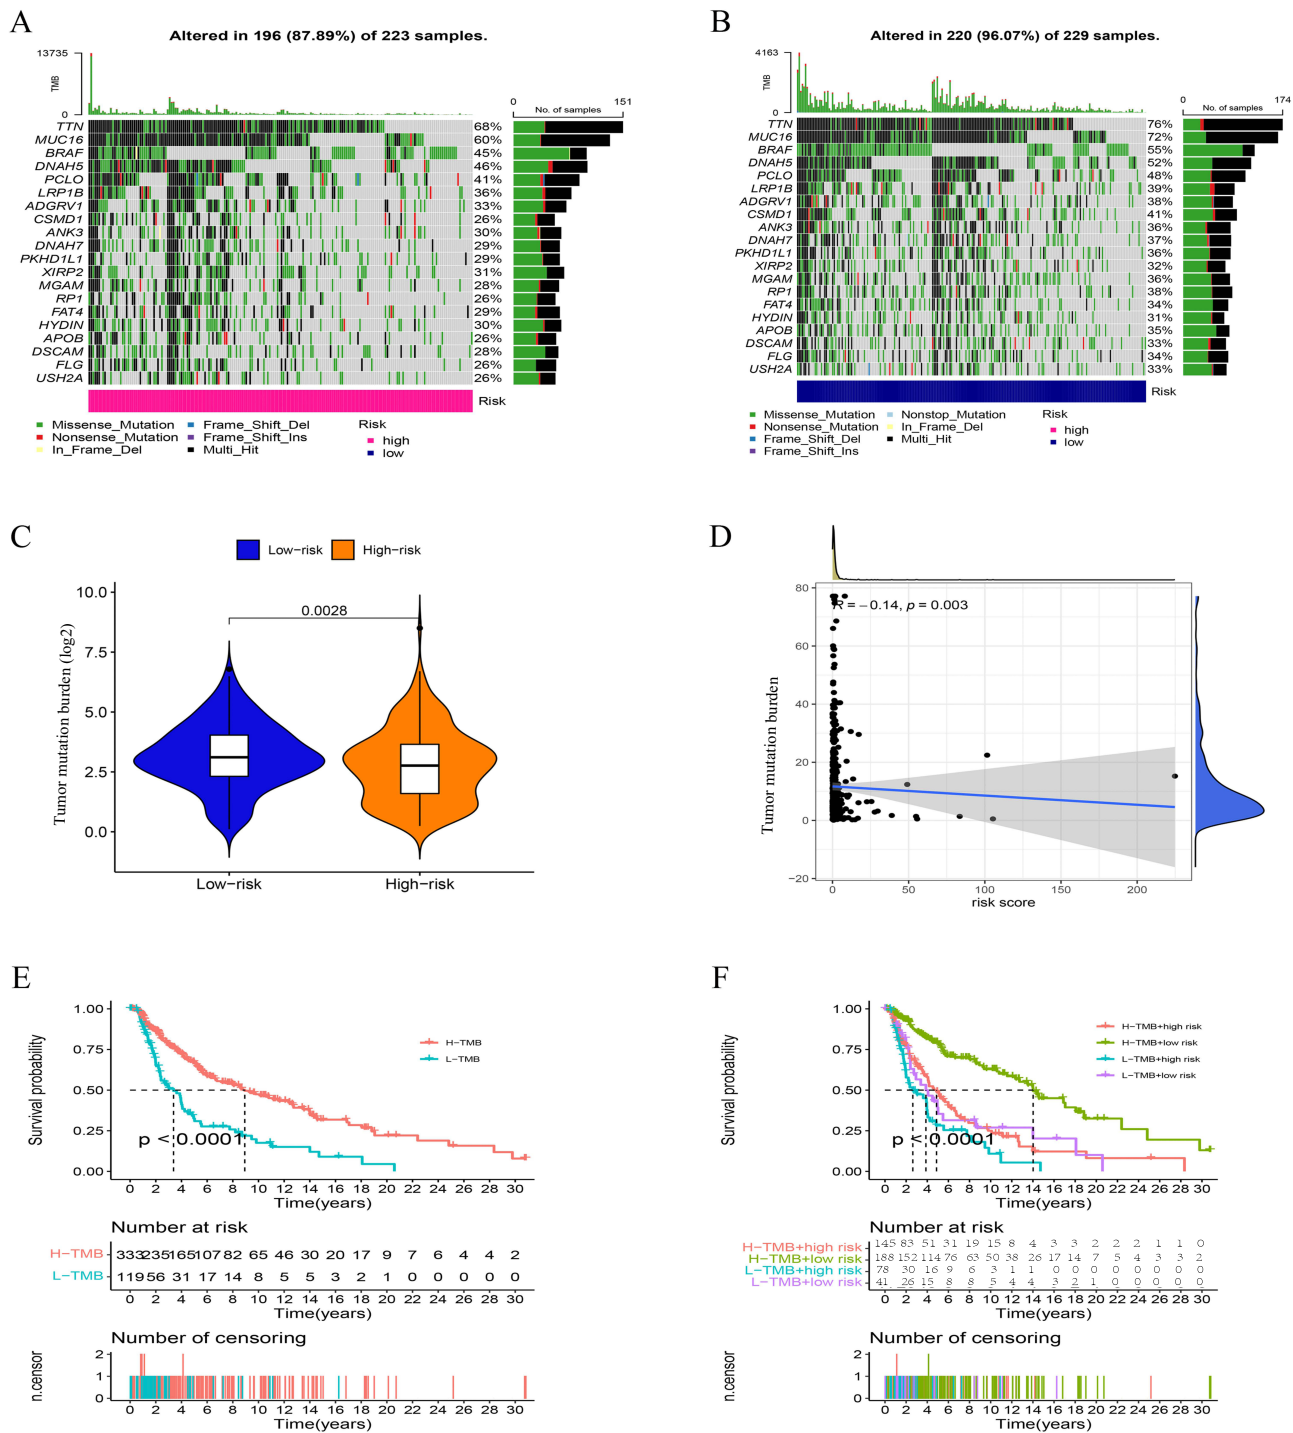 A
Altered in 196 (87.89%) of 223 samples.
13735
TMB
0
0 151
No. of samples
TTN 68%
MUC16 60%
BRAF 45%
DNAH5 46%
PCLO 41%
LRP1B 36%
ADGRV1 33%
CSMD1 26%
ANK3 30%
DNAH7 29%
PKHD1L1 29%
XIRP2 31%
MGAM 28%
RP1 26%
FAT4 29%
HYDIN 30%
APOB 26%
DSCAM 28%
FLG 26%
USH2A 26%
Risk
Missense_Mutation Frame_Shift_Del Risk
Nonsense_Mutation Frame_Shift_Ins high
In_Frame_Del Multi_Hit low
B
Altered in 220 (96.07%) of 229 samples.
4163
TMB
0
0 174
No. of samples
TTN 76%
MUC16 72%
BRAF 55%
DNAH5 52%
PCLO 48%
LRP1B 39%
ADGRV1 38%
CSMD1 41%
ANK3 36%
DNAH7 37%
PKHD1L1 36%
XIRP2 32%
MGAM 36%
RP1 38%
FAT4 34%
HYDIN 31%
APOB 35%
DSCAM 33%
FLG 34%
USH2A 33%
Risk
Missense_Mutation Nonstop_Mutation Risk
Nonsense_Mutation In_Frame_Del high
Frame_Shift_Del Multi_Hit low
Frame_Shift_Ins
C
Low−risk High−risk
Tumor mutation burden (log2)
10.0
7.5
5.0
2.5
0.0
0.0028
Low−risk High−risk
D
R = −0.14, p = 0.003
Tumor mutation burden
80
60
40
20
0
−20
0 50 100 150 200
risk score
E
Survival probability
1.00
0.75
0.50
0.25
0.00
H−TMB
L−TMB
p < 0.0001
0 2 4 6 8 10 12 14 16 18 20 22 24 26 28 30
Time(years)
Number at risk
H−TMB 333 235 165 107 82 65 46 30 20 17 9 7 6 4 4 2
L−TMB 119 56 31 17 14 8 5 5 3 2 1 0 0 0 0 0
0 2 4 6 8 10 12 14 16 18 20 22 24 26 28 30
Time(years)
Number of censoring
n.censor
2
1
0
0 2 4 6 8 10 12 14 16 18 20 22 24 26 28 30
Time(years)
F
Survival probability
1.00
0.75
0.50
0.25
0.00
H−TMB+high risk
H−TMB+low risk
L−TMB+high risk
L−TMB+low risk
p < 0.0001
0 2 4 6 8 10 12 14 16 18 20 22 24 26 28 30
Time(years)
Number at risk
H−TMB+high risk 145 83 51 31 19 15 8 4 3 3 2 2 2 1 1 0
H−TMB+low risk 188 152 114 76 63 50 38 26 17 14 7 5 4 3 3 2
L−TMB+high risk 78 30 16 9 6 3 1 1 0 0 0 0 0 0 0 0
L−TMB+low risk 41 26 15 8 8 5 4 4 3 2 1 0 0 0 0 0
0 2 4 6 8 10 12 14 16 18 20 22 24 26 28 30
Time(years)
Number of censoring
n.censor
2
1
0
0 2 4 6 8 10 12 14 16 18 20 22 24 26 28 30
Time(years)